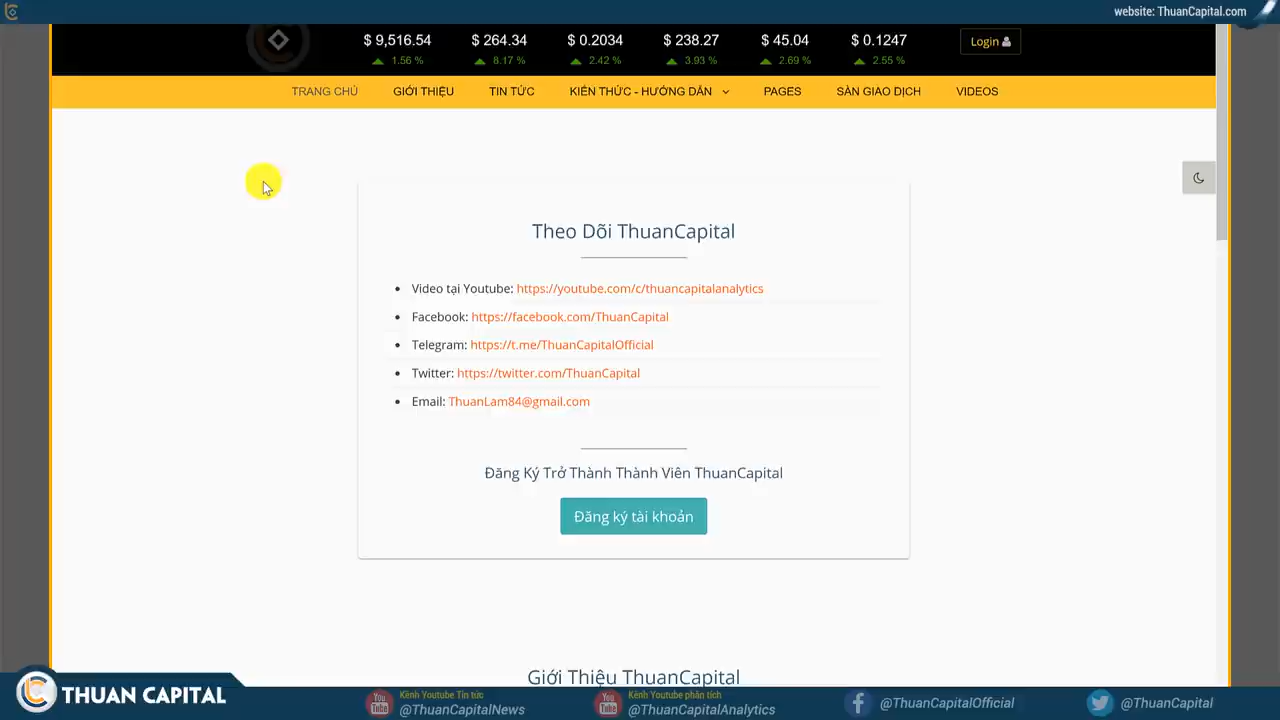 website: ThuanCapital.com
$ 9,516.54 $ 264.34 $ 0.2034 $ 238.27 $ 45.04 $ 0.1247
1.56 % 8.17 % 2.42 % 3.93 % 2.69 % 2.55 %
Login
TRANG CHỦ GIỚI THIỆU TIN TỨC KIẾN THỨC - HƯỚNG DẪN PAGES SÀN GIAO DỊCH VIDEOS
Theo Dõi ThuanCapital
Video tại Youtube: https://youtube.com/c/thuancapitalanalytics
Facebook: https://facebook.com/ThuanCapital
Telegram: https://t.me/ThuanCapitalOfficial
Twitter: https://twitter.com/ThuanCapital
Email: ThuanLam84@gmail.com
Đăng Ký Trở Thành Thành Viên ThuanCapital
Đăng ký tài khoản
Giới Thiệu ThuanCapital
THUAN CAPITAL
You Tube
Kênh Youtube Tin tức
@ThuanCapitalNews
You Tube
Kênh Youtube phân tích
@ThuanCapitalAnalytics
@ThuanCapitalOfficial
@ThuanCapital